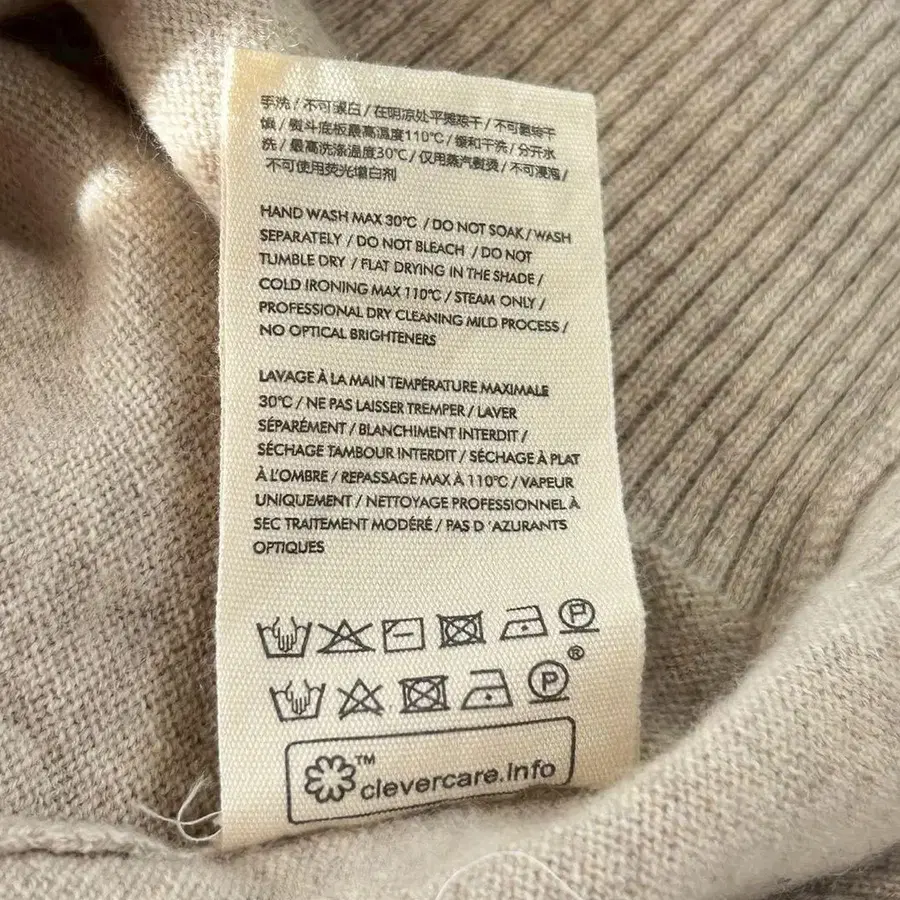 手洗 / 不可漂白 / 在阴凉处平摊晾干 / 不可翻转干
燥 / 熨斗底板最高温度110℃ / 缓和干洗 / 分开水
洗 / 最高洗涤温度30℃ / 仅用蒸汽熨烫 / 不可浸泡 /
不可使用荧光增白剂
HAND WASH MAX 30℃ / DO NOT SOAK / WASH
SEPARATELY / DO NOT BLEACH / DO NOT
TUMBLE DRY / FLAT DRYING IN THE SHADE /
COLD IRONING MAX 110℃ / STEAM ONLY /
PROFESSIONAL DRY CLEANING MILD PROCESS /
NO OPTICAL BRIGHTENERS
LAVAGE À LA MAIN TEMPÉRATURE MAXIMALE
30℃ / NE PAS LAISSER TREMPER / LAVER
SÉPARÉMENT / BLANCHIMENT INTERDIT /
SÉCHAGE TAMBOUR INTERDIT / SÉCHAGE À PLAT
À L'OMBRE / REPASSAGE MAX À 110℃ / VAPEUR
UNIQUEMENT / NETTOYAGE PROFESSIONNEL À
SEC TRAITEMENT MODÉRÉ / PAS D 'AZURANTS
OPTIQUES
P
P ®
™ clevercare.info